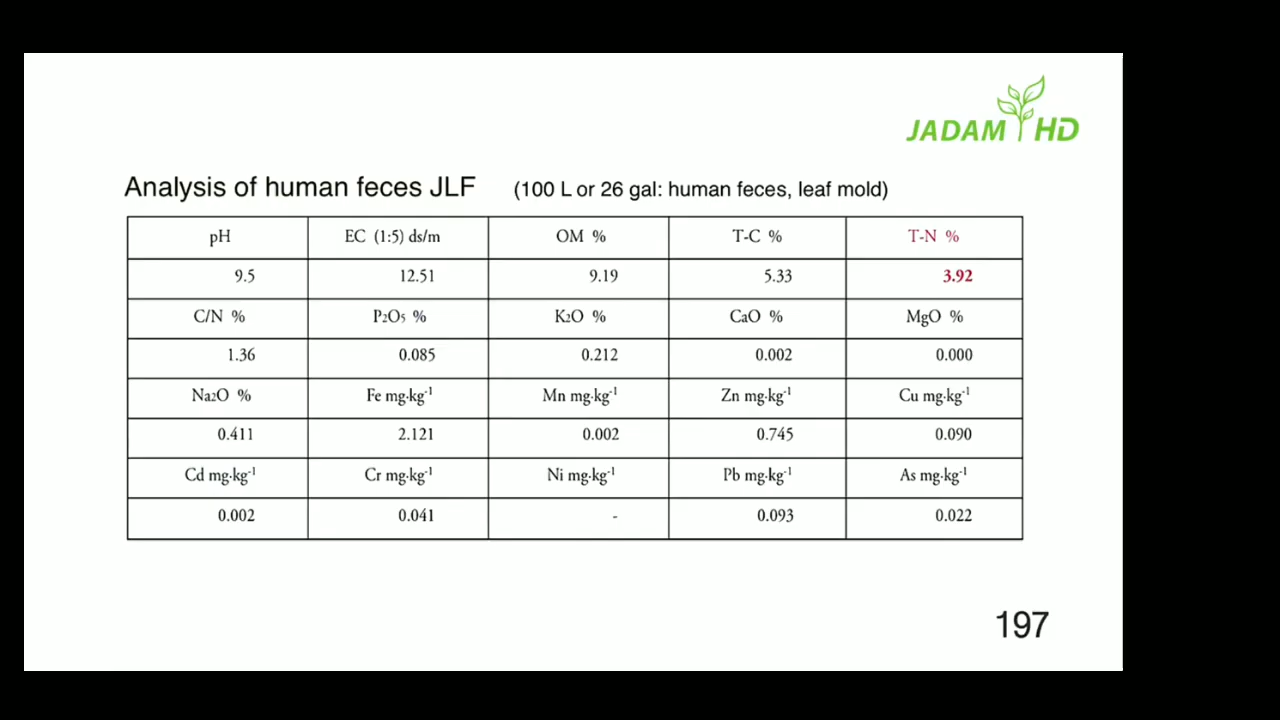 JADAM HD
Analysis of human feces JLF (100 L or 26 gal: human feces, leaf mold)
pH EC (1:5) ds/m OM % T-C % T-N %
9.5 12.51 9.19 5.33 3.92
C/N % P₂O₅ % K₂O % CaO % MgO %
1.36 0.085 0.212 0.002 0.000
Na₂O % Fe mg·kg⁻¹ Mn mg·kg⁻¹ Zn mg·kg⁻¹ Cu mg·kg⁻¹
0.411 2.121 0.002 0.745 0.090
Cd mg·kg⁻¹ Cr mg·kg⁻¹ Ni mg·kg⁻¹ Pb mg·kg⁻¹ As mg·kg⁻¹
0.002 0.041 - 0.093 0.022
197